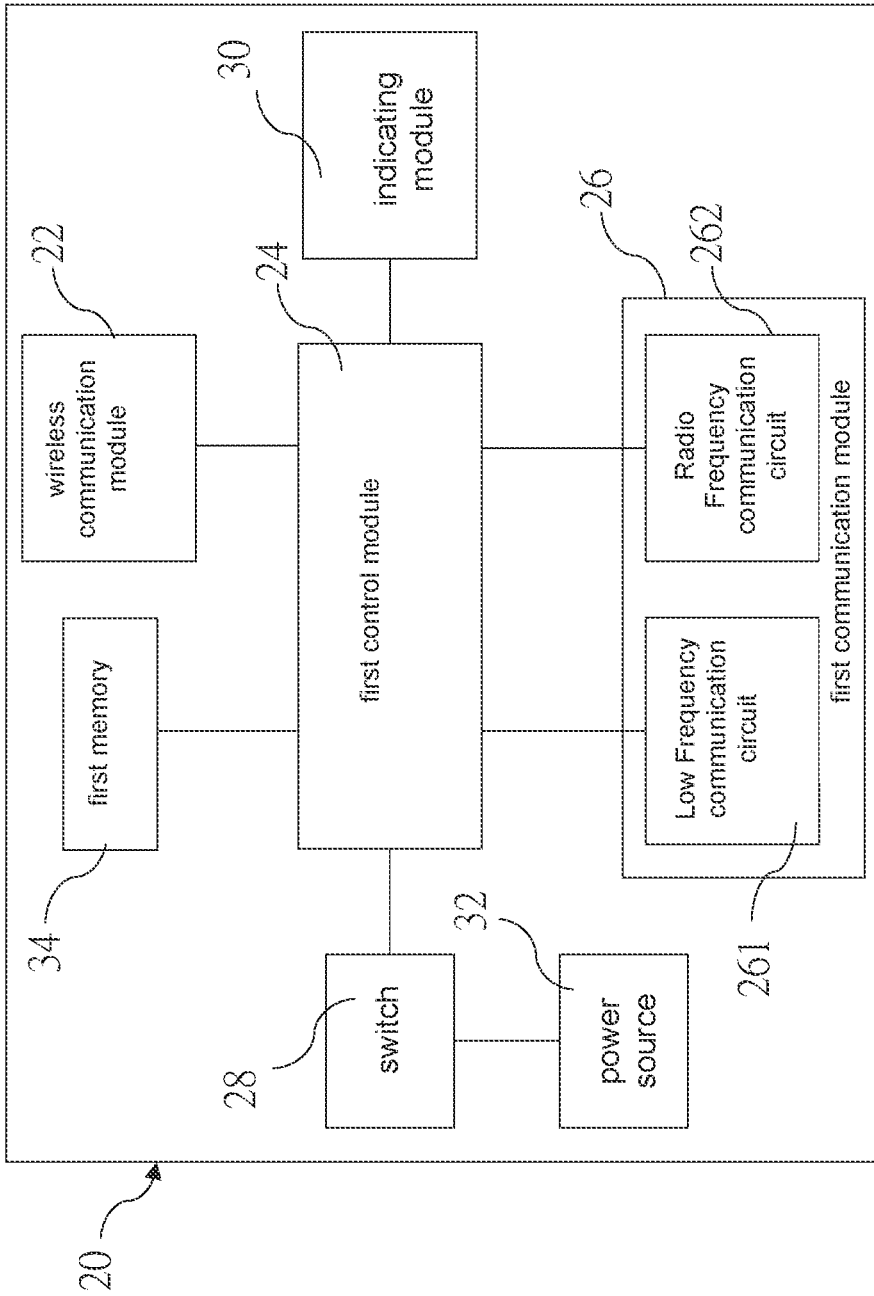 20
34
first memory
22
wireless
communication
module
24
first control module
30
indicating
module
28
switch
32
power
source
26
261
Low Frequency
communication
circuit
262
Radio
Frequency
communication
circuit
first communication module